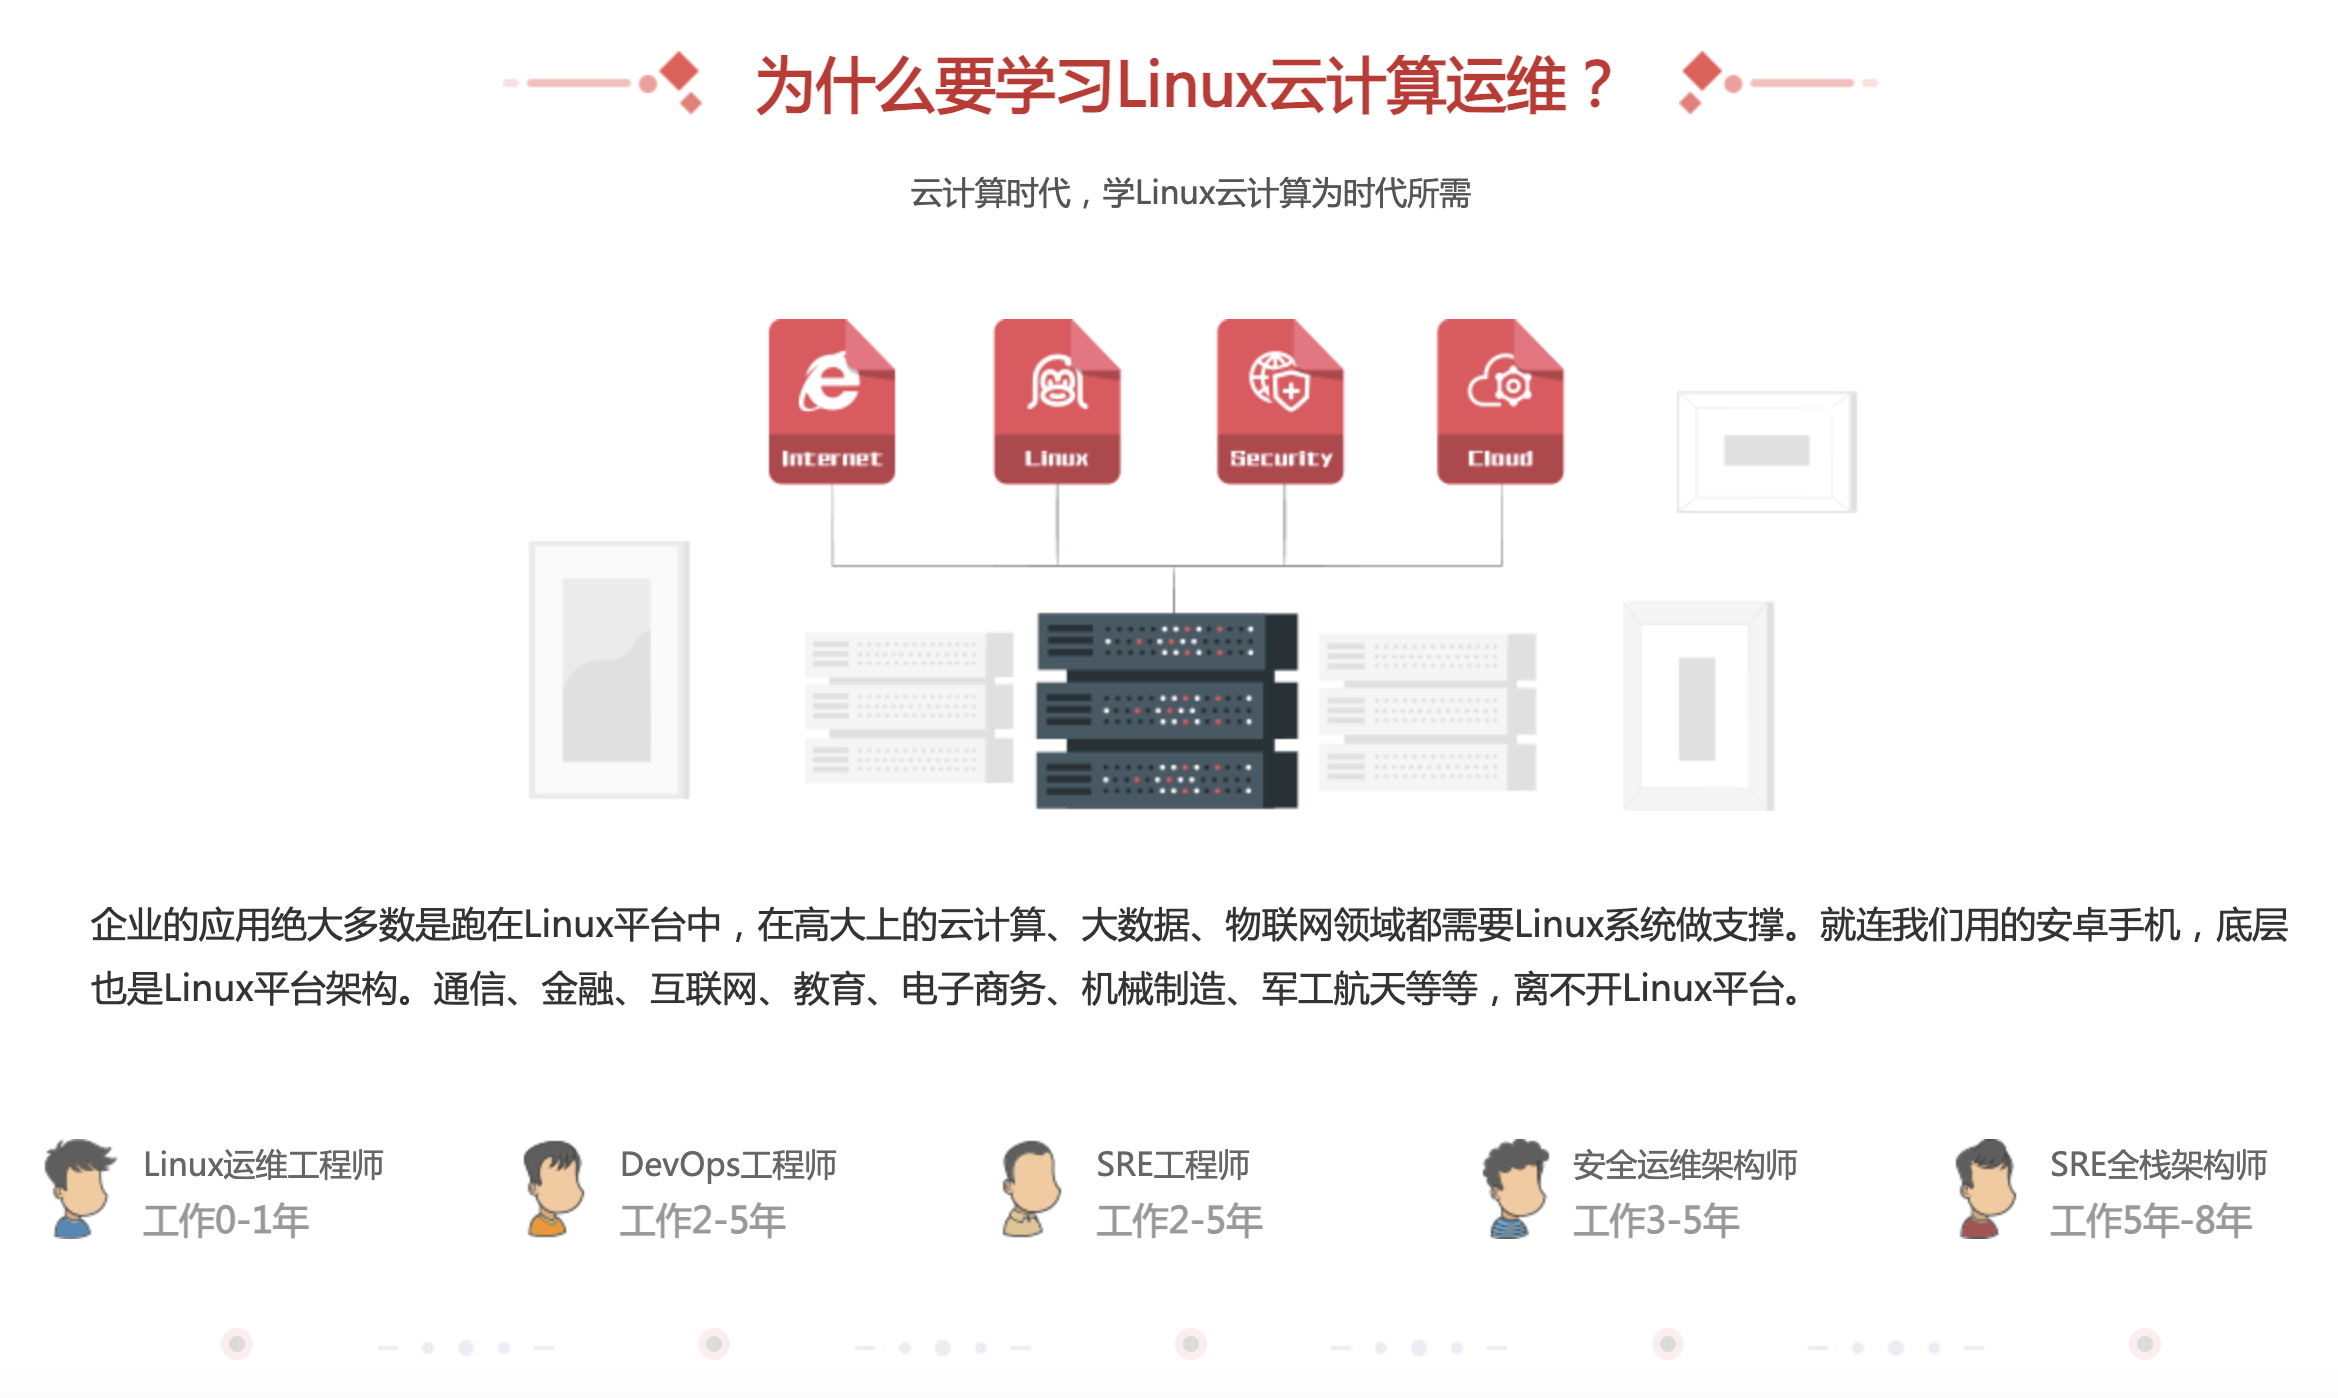 为什么要学习Linux云计算运维？
云计算时代，学Linux云计算为时代所需
Internet
Linux
Security
Cloud
企业的应用绝大多数是跑在Linux平台中，在高大上的云计算、大数据、物联网领域都需要Linux系统做支撑。就连我们用的安卓手机，底层
也是Linux平台架构。通信、金融、互联网、教育、电子商务、机械制造、军工航天等等，离不开Linux平台。
Linux运维工程师
工作0-1年
DevOps工程师
工作2-5年
SRE工程师
工作2-5年
安全运维架构师
工作3-5年
SRE全栈架构师
工作5年-8年